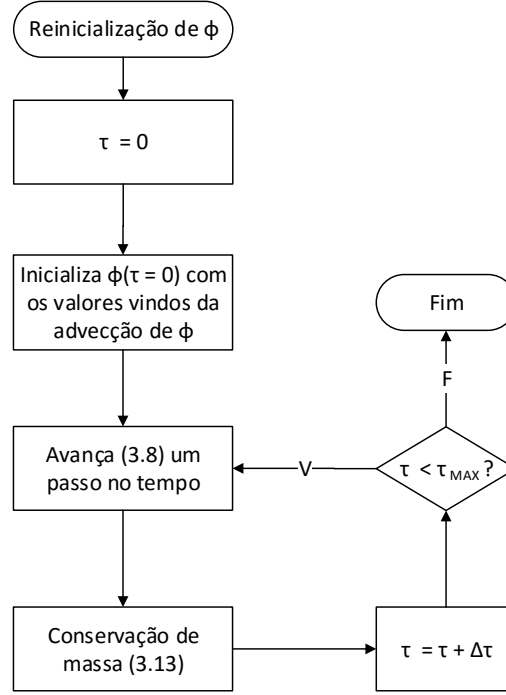 Reinicialização de ϕ
τ = 0
Inicializa ϕ(τ = 0) com
os valores vindos da
advecção de ϕ
Avança (3.8) um
passo no tempo
Conservação de
massa (3.13)
τ = τ + Δτ
τ < τMAX ?
V
F
Fim